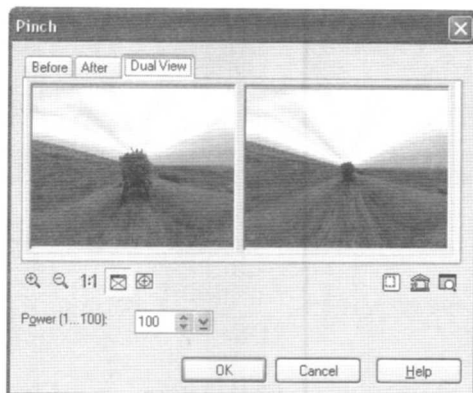 Pinch
Before After Dual View
1:1
Power (1...100): 100
OK Cancel Help